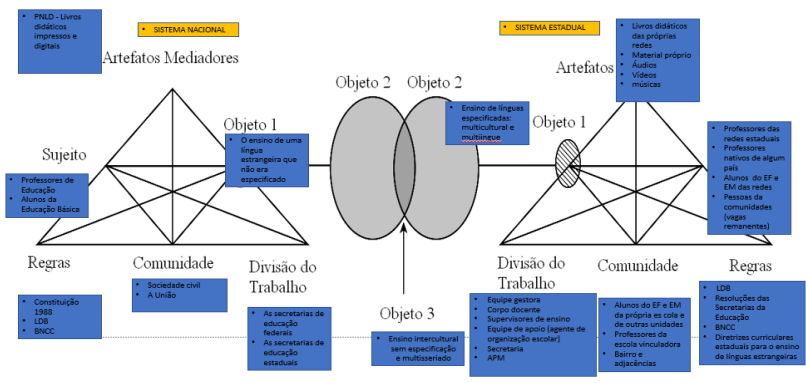 PNLD - Livros
didáticos
impressos e
digitais
SISTEMA NACIONAL
Artefatos Mediadores
Objeto 1
O ensino de uma
língua
estrangeira que
não era
especificado
Sujeito
Professores de
Educação
Alunos da
Educação Básica
Regras
Constituição
1988
LDB
BNCC
Comunidade
Sociedade civil
A União
Divisão do
Trabalho
As secretarias de
educação
federais
As secretarias de
educação
estaduais
Objeto 2
Objeto 2
Ensino de línguas
especificadas:
multicultural e
multiíngue
Objeto 3
Ensino intercultural
sem especificação
e multisseriado
SISTEMA ESTADUAL
Artefatos
Livros didáticos
das próprias
redes
Material próprio
Áudios
Vídeos
músicas
Objeto 1
Professores das
redes estaduais
Professores
nativos de algum
país
Alunos do EF e
EM das redes
Pessoas da
comunidades
(vagas
remanentes)
Divisão do
Trabalho
Equipe gestora
Corpo docente
Supervisores de ensino
Equipe de apoio (agente de
organização escolar)
Secretaria
APM
Comunidade
Alunos do EF e EM
da própria es cola e
de outras unidades
Professores da
escola vinculadora
Bairro e
adjacências
Regras
LDB
Resoluções das
Secretarias da
Educação
BNCC
Diretrizes curriculares
estaduais para o ensino
de línguas estrangeiras